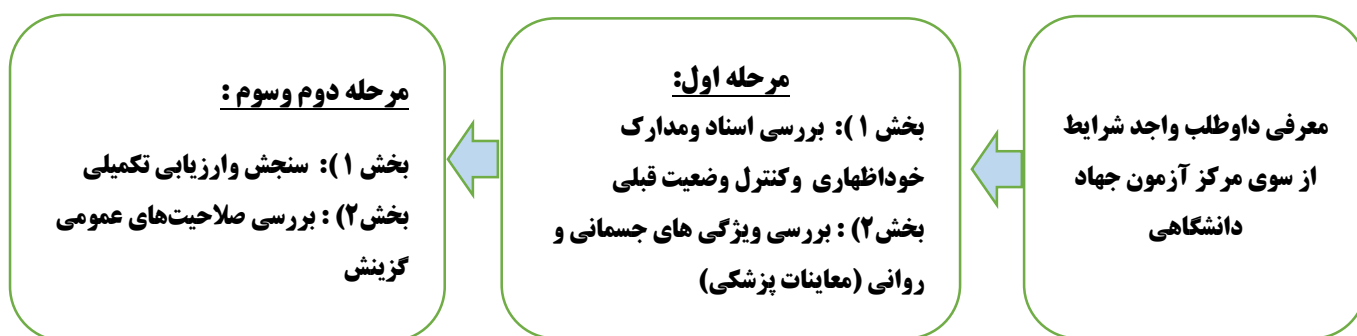 معرفی داوطلب واجد شرایط
از سوی مرکز آزمون جهاد
دانشگاهی
مرحله اول:
بخش ۱): بررسی اسناد ومدارک
خوداظهاری وکنترل وضعیت قبلی
بخش۲) : بررسی ویژگی های جسمانی و
روانی (معاینات پزشکی)
مرحله دوم وسوم :
بخش ۱): سنجش وارزیابی تکمیلی
بخش۲) : بررسی صلاحیت‌های عمومی
گزینش